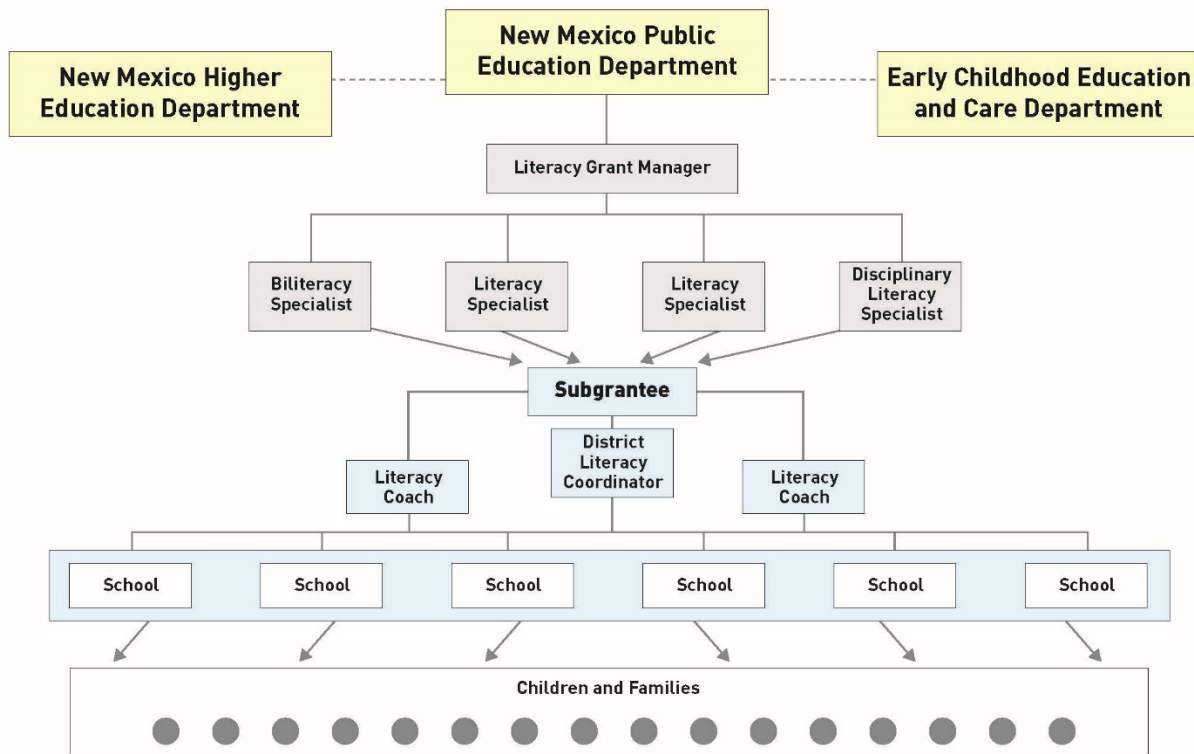 New Mexico Higher
Education Department
New Mexico Public
Education Department
Early Childhood Education
and Care Department
Literacy Grant Manager
Biliteracy
Specialist
Literacy
Specialist
Literacy
Specialist
Disciplinary
Literacy
Specialist
Subgrantee
Literacy
Coach
District
Literacy
Coordinator
Literacy
Coach
School
School
School
School
School
School
Children and Families